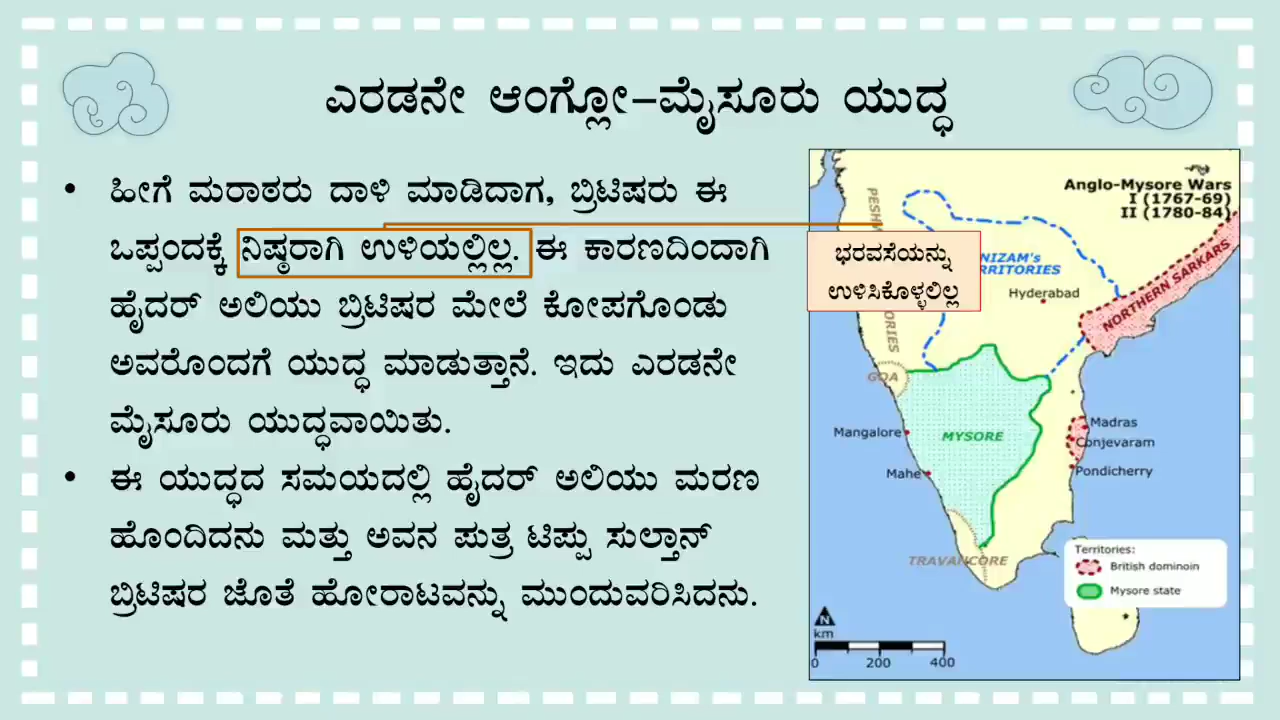 ಎರಡನೇ ಆಂಗ್ಲೋ-ಮೈಸೂರು ಯುದ್ಧ
• ಹೀಗೆ ಮರಾಠರು ದಾಳಿ ಮಾಡಿದಾಗ, ಬ್ರಿಟಿಷರು ಈ
ಒಪ್ಪಂದಕ್ಕೆ ನಿಷ್ಠರಾಗಿ ಉಳಿಯಲ್ಲಿಲ್ಲ. ಈ ಕಾರಣದಿಂದಾಗಿ
ಹೈದರ್ ಅಲಿಯು ಬ್ರಿಟಿಷರ ಮೇಲೆ ಕೋಪಗೊಂಡು
ಅವರೊಂದಗೆ ಯುದ್ಧ ಮಾಡುತ್ತಾನೆ. ಇದು ಎರಡನೇ
ಮೈಸೂರು ಯುದ್ಧವಾಯಿತು.
• ಈ ಯುದ್ಧದ ಸಮಯದಲ್ಲಿ ಹೈದರ್ ಅಲಿಯು ಮರಣ
ಹೊಂದಿದನು ಮತ್ತು ಅವನ ಪುತ್ರ ಟಿಪ್ಪು ಸುಲ್ತಾನ್
ಬ್ರಿಟಿಷರ ಜೊತೆ ಹೋರಾಟವನ್ನು ಮುಂದುವರಿಸಿದನು.
ಭರವಸೆಯನ್ನು
ಉಳಿಸಿಕೊಳ್ಳಲಿಲ್ಲ
Anglo-Mysore Wars
I (1767-69)
II (1780-84)
NIZAM's
RRITORIES
Hyderabad
NORTHERN SARKARS
GOA
Mangalore
MYSORE
Mahe
Madras
Conjevaram
Pondicherry
TRAVANCORE
Territories:
British dominoin
Mysore state
N
km
0 200 400